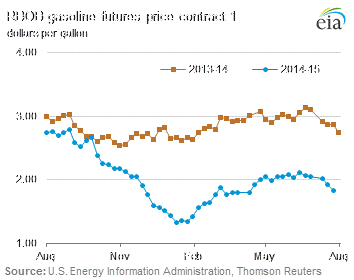 RBOB gasoline futures price contract 1
dollars per gallon
eia
4.00
2013-14
2014-15
3.00
2.00
1.00
Aug
Nov
Feb
May
Aug
Source: U.S. Energy Information Administration, Thomson Reuters